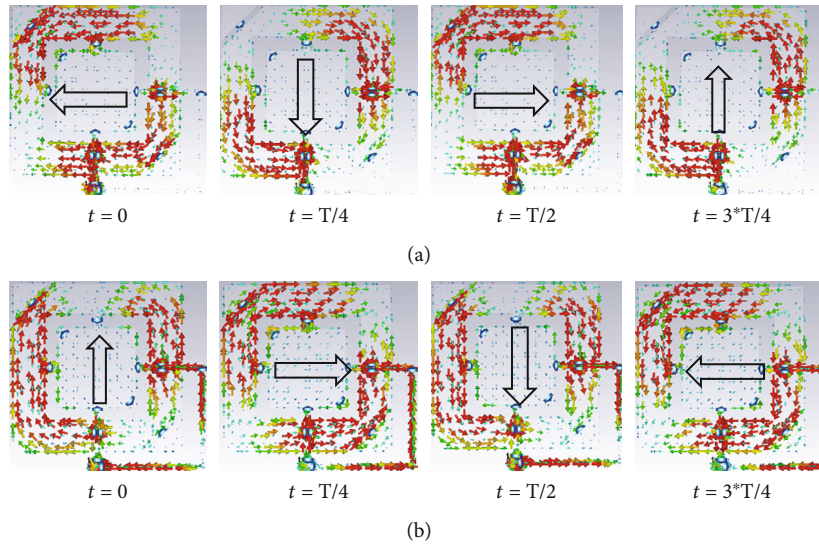 t = 0 t = T/4 t = T/2 t = 3*T/4
(a)
t = 0 t = T/4 t = T/2 t = 3*T/4
(b)